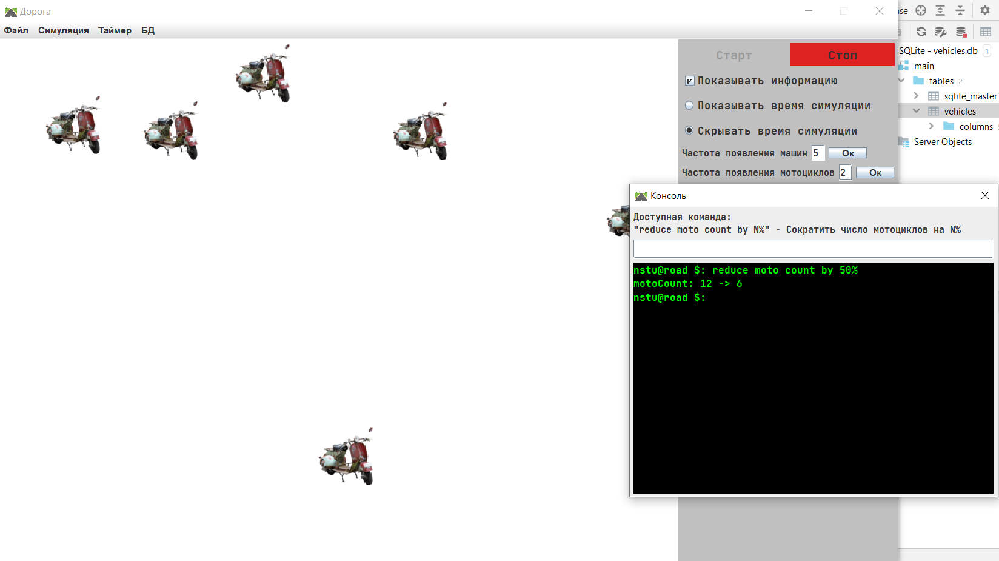 Дорога
Файл Симуляция Таймер БД
Старт Стоп
Показывать информацию
Показывать время симуляции
Скрывать время симуляции
Частота появления машин 5 Ок
Частота появления мотоциклов 2 Ок
Консоль
Доступная команда:
"reduce moto count by N%" - Сократить число мотоциклов на N%
nstu@road $: reduce moto count by 50%
motoCount: 12 -> 6
nstu@road $:
SQLite - vehicles.db 1
main
tables 2
sqlite_master
vehicles
columns
Server Objects